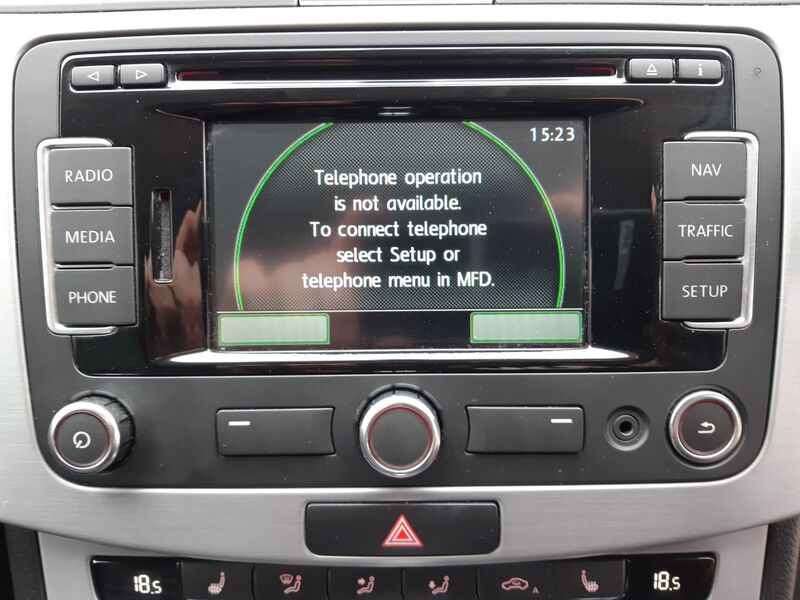 15:23
Telephone operation
is not available.
To connect telephone
select Setup or
telephone menu in MFD.
RADIO
MEDIA
PHONE
NAV
TRAFFIC
SETUP
i
18.5
A
18.5